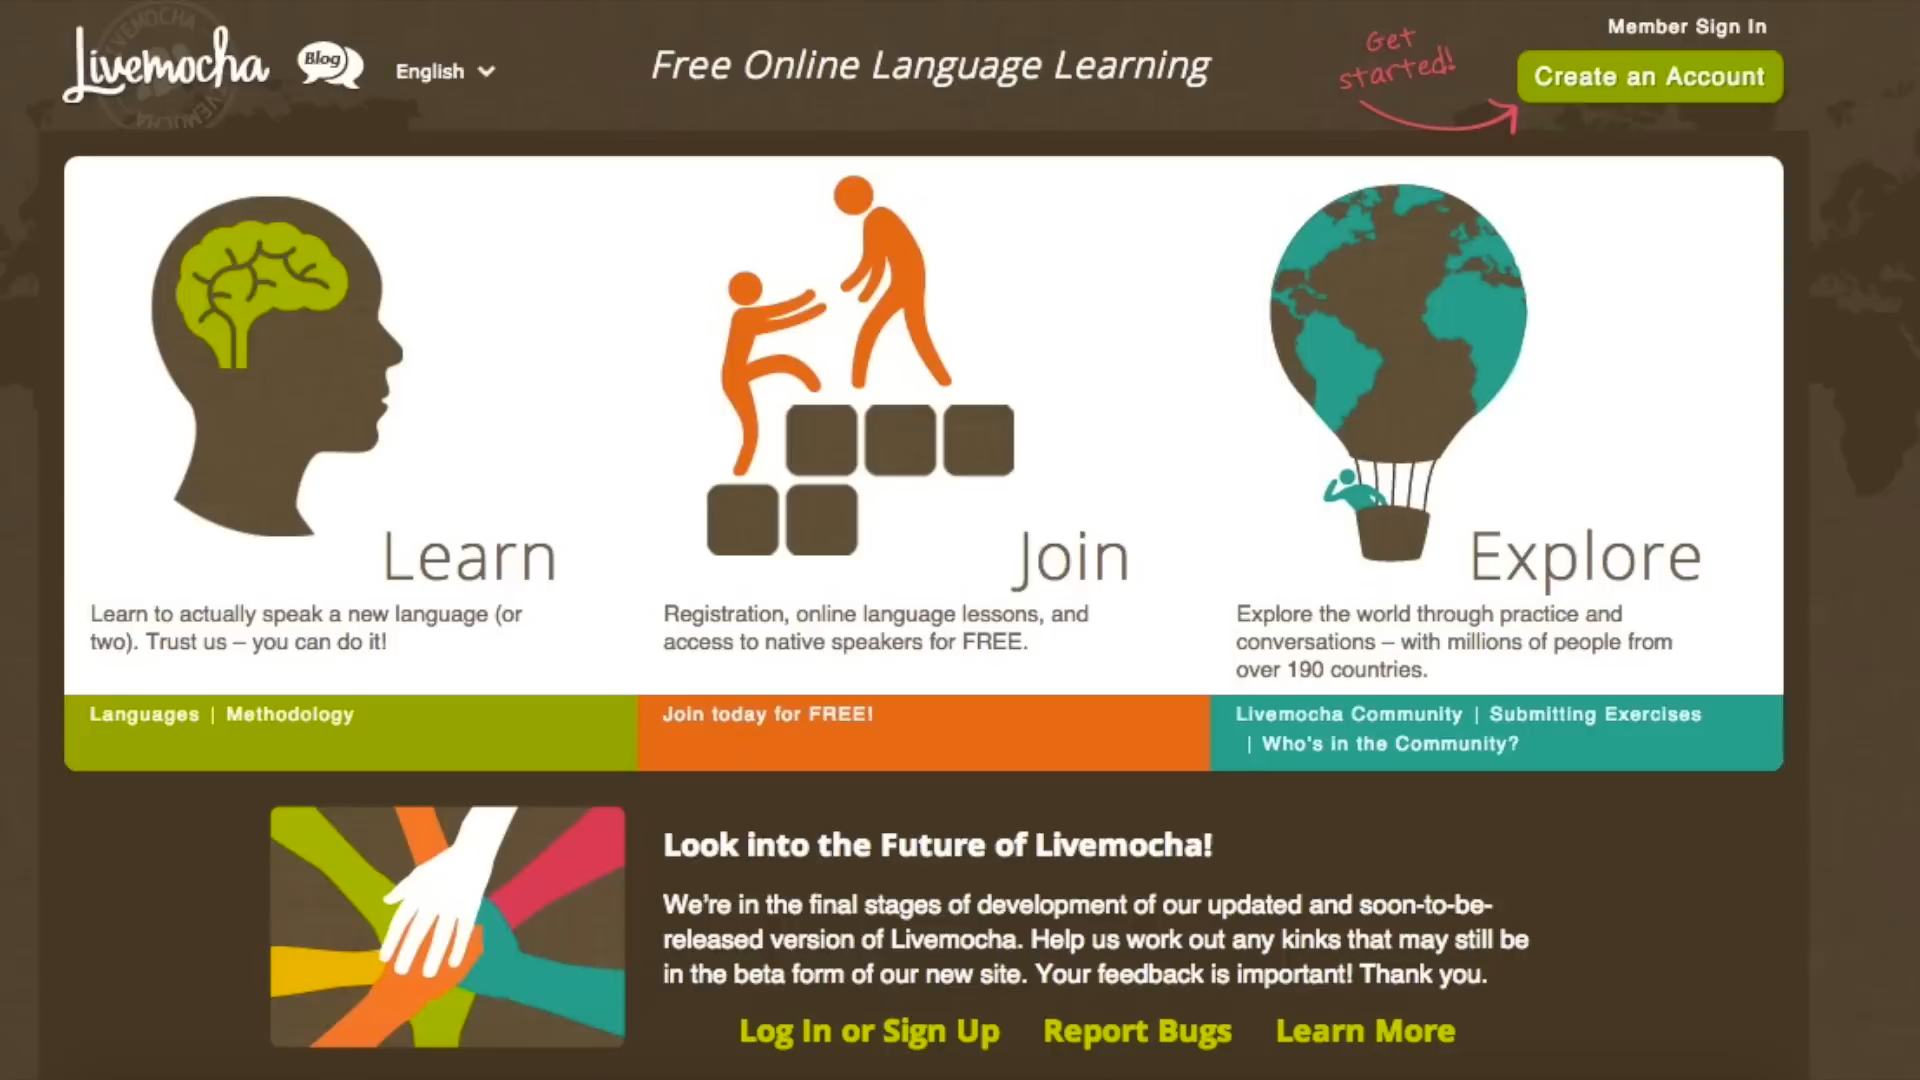 Livemocha
Blog
English
Free Online Language Learning
Get
started!
Member Sign In
Create an Account
Learn
Learn to actually speak a new language (or
two). Trust us – you can do it!
Languages | Methodology
Join
Registration, online language lessons, and
access to native speakers for FREE.
Join today for FREE!
Explore
Explore the world through practice and
conversations – with millions of people from
over 190 countries.
Livemocha Community | Submitting Exercises
| Who's in the Community?
Look into the Future of Livemocha!
We're in the final stages of development of our updated and soon-to-be-
released version of Livemocha. Help us work out any kinks that may still be
in the beta form of our new site. Your feedback is important! Thank you.
Log In or Sign Up Report Bugs Learn More